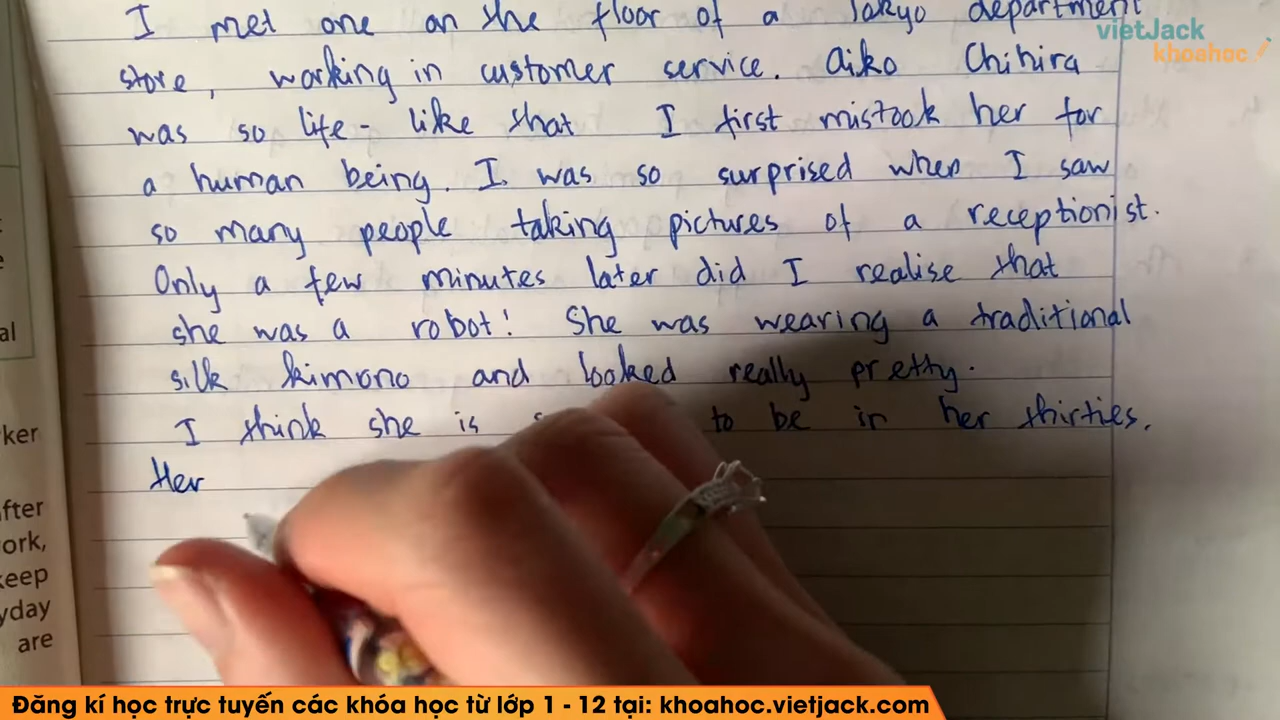 I met one on the floor of a Tokyo department
store, working in customer service. Aiko Chihira
was so life-like that I first mistook her for
a human being. I was so surprised when I saw
so many people taking pictures of a receptionist.
Only a few minutes later did I realise that
she was a robot! She was wearing a traditional
silk kimono and looked really pretty.
I think she is to be in her thirties.
Her
al
ker
fter
ork,
keep
yday
are
vietJack
khoahoc
Đăng kí học trực tuyến các khóa học từ lớp 1 - 12 tại: khoahoc.vietjack.com